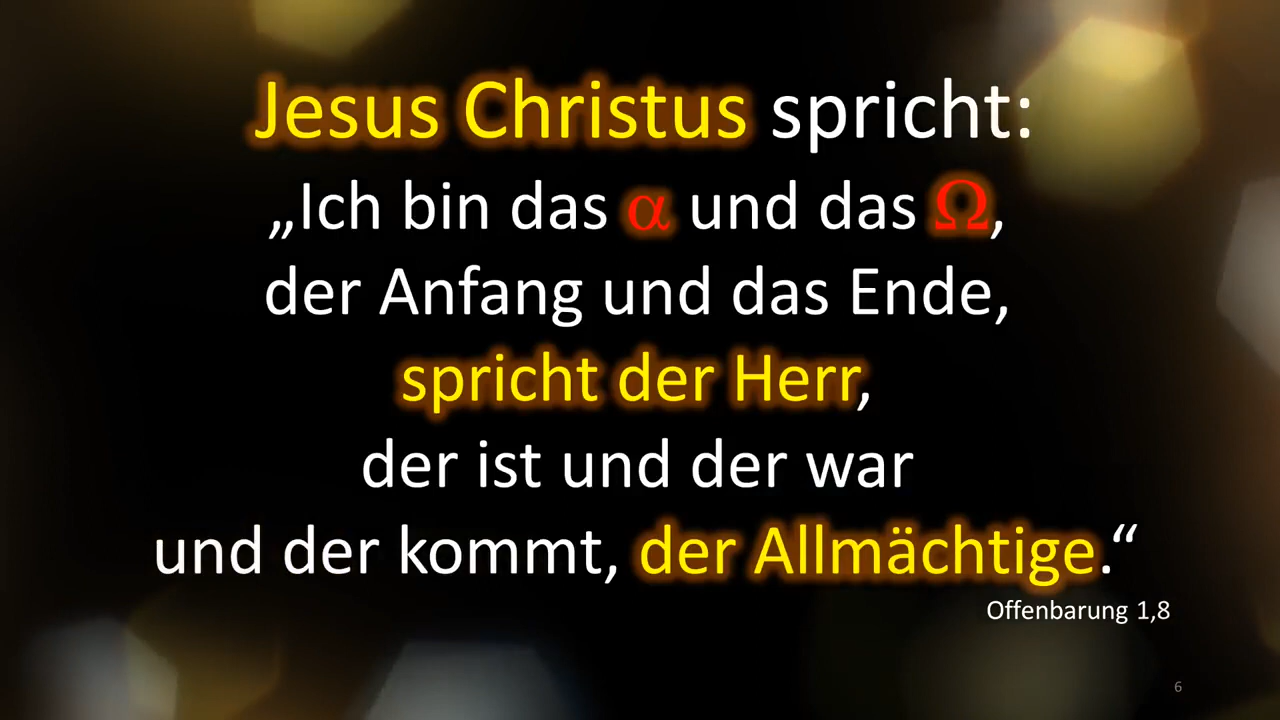 Jesus Christus spricht:
„Ich bin das α und das Ω,
der Anfang und das Ende,
spricht der Herr,
der ist und der war
und der kommt, der Allmächtige.“
Offenbarung 1,8
6